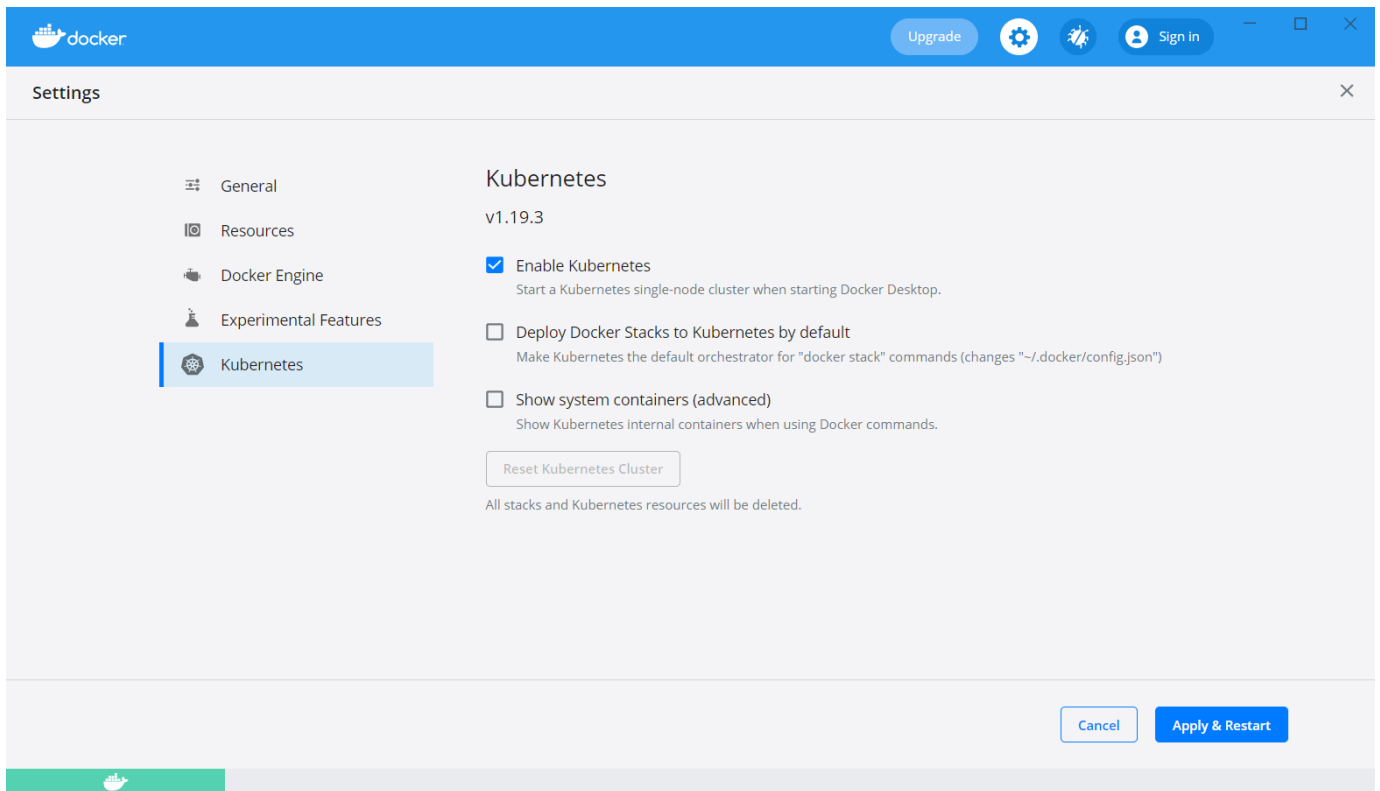 docker
Upgrade
Sign in
Settings
General
Resources
Docker Engine
Experimental Features
Kubernetes
Kubernetes
v1.19.3
Enable Kubernetes
Start a Kubernetes single-node cluster when starting Docker Desktop.
Deploy Docker Stacks to Kubernetes by default
Make Kubernetes the default orchestrator for "docker stack" commands (changes "~/.docker/config.json")
Show system containers (advanced)
Show Kubernetes internal containers when using Docker commands.
Reset Kubernetes Cluster
All stacks and Kubernetes resources will be deleted.
Cancel
Apply & Restart